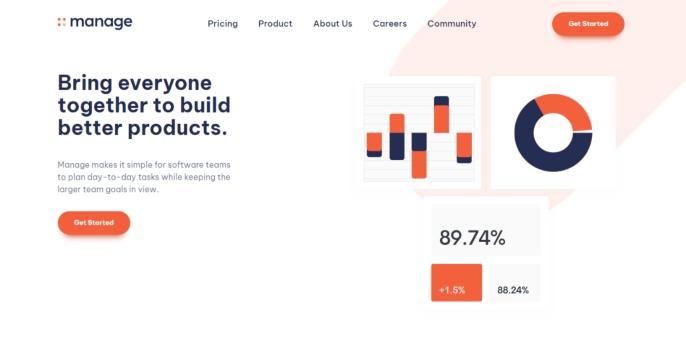 manage
Pricing
Product
About Us
Careers
Community
Get Started
Bring everyone
together to build
better products.
Manage makes it simple for software teams
to plan day-to-day tasks while keeping the
larger team goals in view.
Get Started
89.74%
+1.5%
88.24%